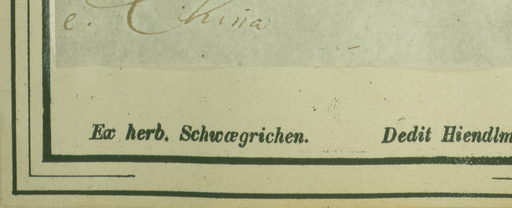 e. China
Ex herb. Schwægrichen. Dedit Hiendlm